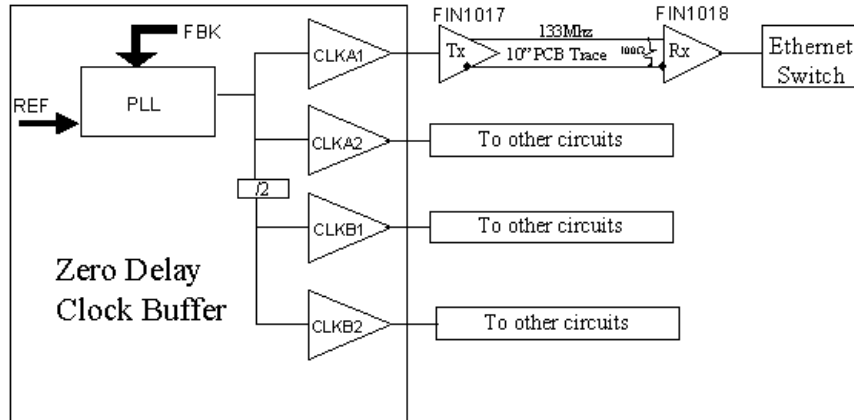 FIN1017
FIN1018
FBK
133Mhz
CLKA1
Tx
10" PCB Trace
100Ω
Rx
Ethernet
Switch
REF
PLL
CLKA2
To other circuits
/2
CLKB1
To other circuits
Zero Delay
Clock Buffer
CLKB2
To other circuits